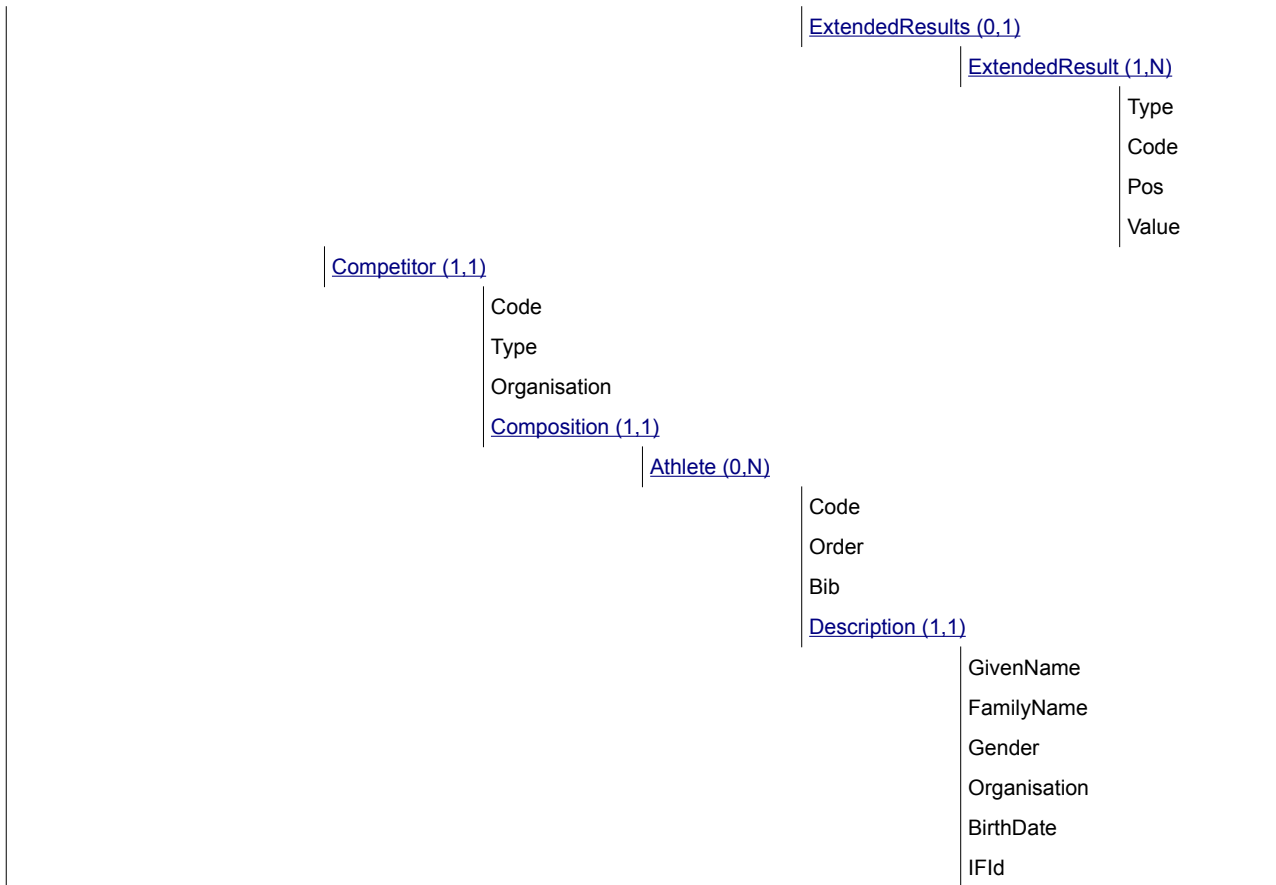 ExtendedResults (0,1)
ExtendedResult (1,N)
Type
Code
Pos
Value
Competitor (1,1)
Code
Type
Organisation
Composition (1,1)
Athlete (0,N)
Code
Order
Bib
Description (1,1)
GivenName
FamilyName
Gender
Organisation
BirthDate
IFId